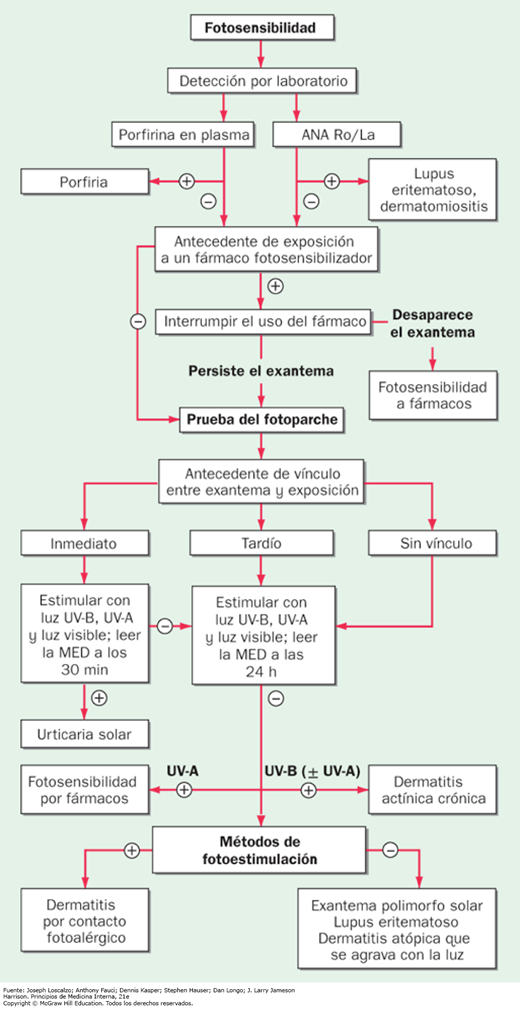 Fotosensibilidad
Detección por laboratorio
Porfirina en plasma
ANA Ro/La
Porfiria
+
+
Lupus
eritematoso,
dermatomiositis
−
−
Antecedente de exposición
a un fármaco fotosensibilizador
+
−
Interrumpir el uso del fármaco
Desaparece
el exantema
Persiste el exantema
Fotosensibilidad
a fármacos
Prueba del fotoparche
Antecedente de vínculo
entre exantema y exposición
Inmediato
Tardío
Sin vínculo
Estimular con
luz UV-B, UV-A
y luz visible; leer
la MED a los
30 min
−
Estimular con
luz UV-B, UV-A
y luz visible; leer
la MED a las
24 h
+
−
Urticaria solar
Fotosensibilidad
por fármacos
UV-A
+
UV-B (± UV-A)
+
Dermatitis
actínica crónica
Métodos de
fotoestimulación
+
−
Dermatitis
por contacto
fotoalérgico
Exantema polimorfo solar
Lupus eritematoso
Dermatitis atópica que
se agrava con la luz
Fuente: Joseph Loscalzo; Anthony Fauci; Dennis Kasper; Stephen Hauser; Dan Longo; J. Larry Jameson
Harrison. Principios de Medicina Interna, 21e
Copyright © McGraw Hill Education. Todos los derechos reservados.